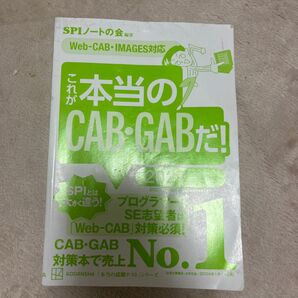 SPIノートの会 編著
Web-CAB・IMAGES対応
これが
本当の
CAB・GABだ!
SPIとは
違う!
プログラマー
SE志望者は
「Web-CAB」対策必須!
CAB・GAB
対策本で売上
No.1
KODANSHA